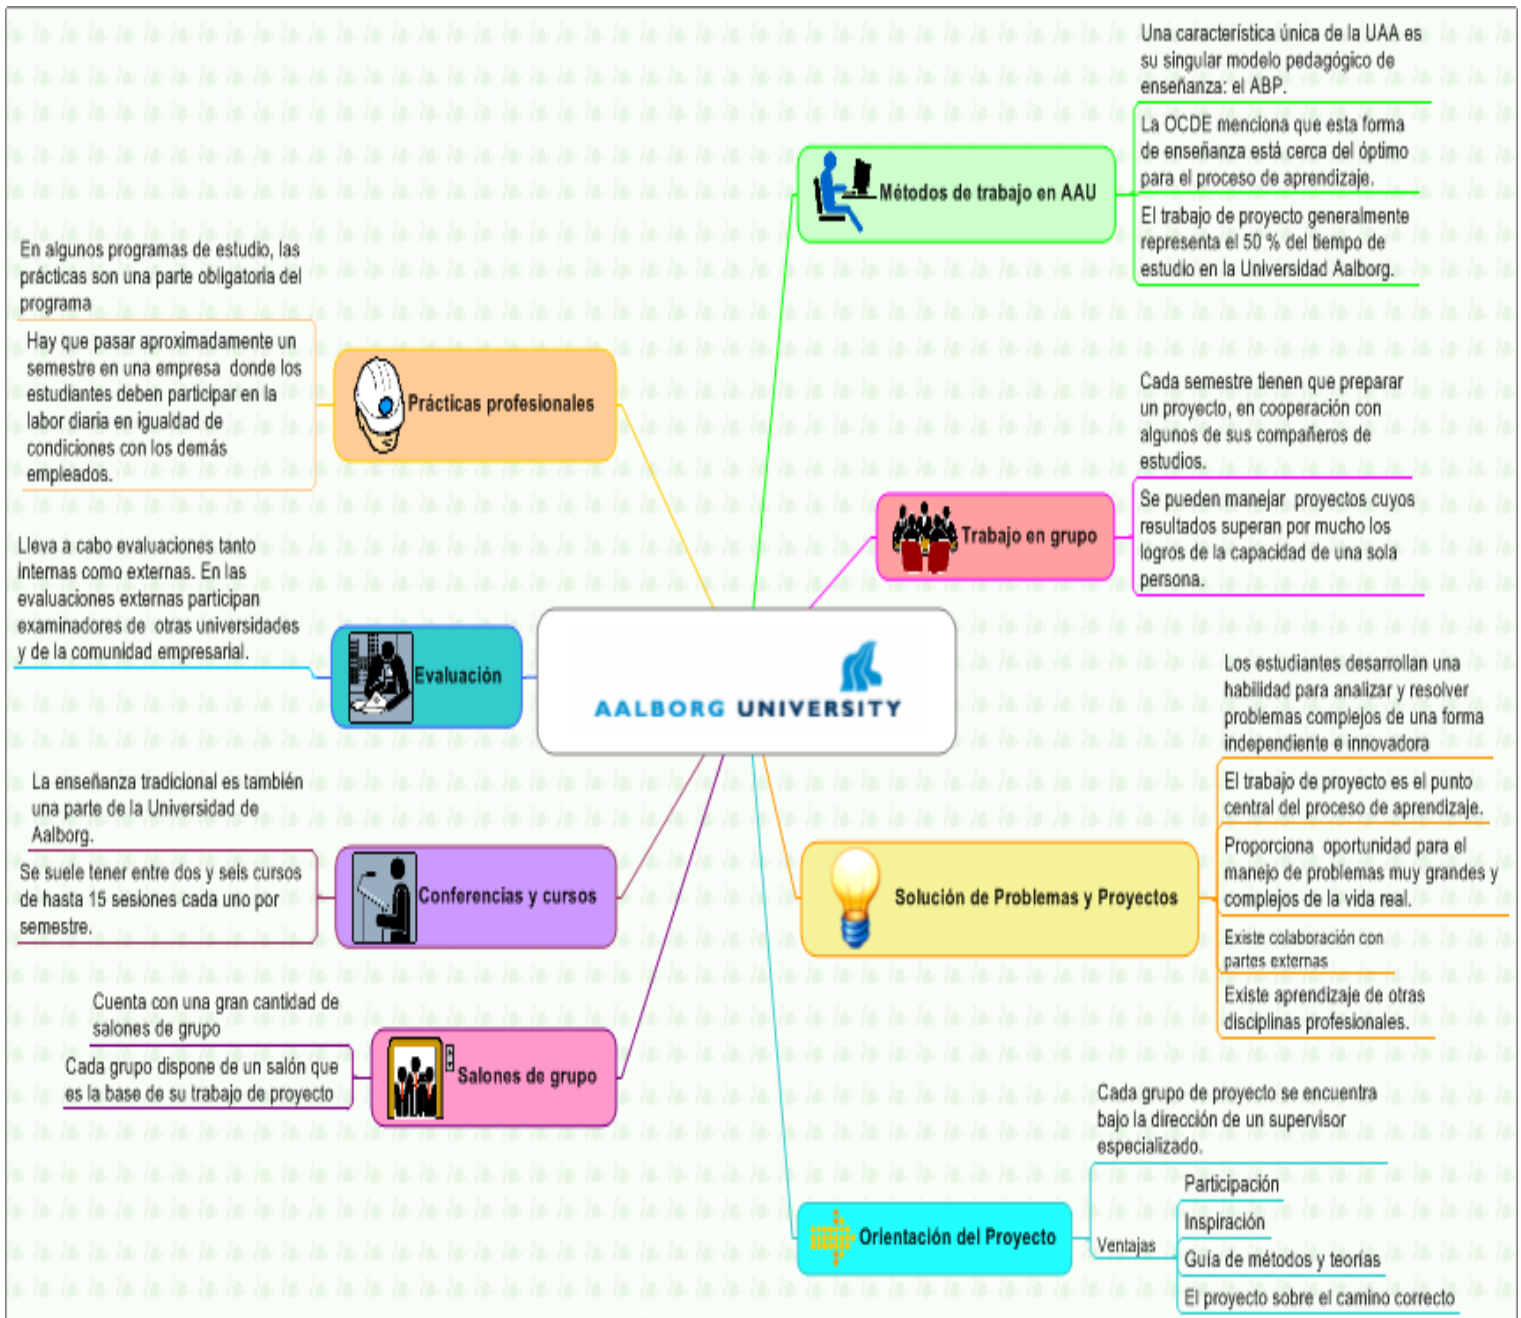 Una característica única de la UAA es
su singular modelo pedagógico de
enseñanza: el ABP.
La OCDE menciona que esta forma
de enseñanza está cerca del óptimo
para el proceso de aprendizaje.
El trabajo de proyecto generalmente
representa el 50 % del tiempo de
estudio en la Universidad Aalborg.
Métodos de trabajo en AAU
En algunos programas de estudio, las
prácticas son una parte obligatoria del
programa
Hay que pasar aproximadamente un
semestre en una empresa donde los
estudiantes deben participar en la
labor diaria en igualdad de
condiciones con los demás
empleados.
Prácticas profesionales
Cada semestre tienen que preparar
un proyecto, en cooperación con
algunos de sus compañeros de
estudios.
Se pueden manejar proyectos cuyos
resultados superan por mucho los
logros de la capacidad de una sola
persona.
Trabajo en grupo
Lleva a cabo evaluaciones tanto
internas como externas. En las
evaluaciones externas participan
examinadores de otras universidades
y de la comunidad empresarial.
Evaluación
AALBORG UNIVERSITY
Los estudiantes desarrollan una
habilidad para analizar y resolver
problemas complejos de una forma
independiente e innovadora
El trabajo de proyecto es el punto
central del proceso de aprendizaje.
Proporciona oportunidad para el
manejo de problemas muy grandes y
complejos de la vida real.
Existe colaboración con
partes externas
Existe aprendizaje de otras
disciplinas profesionales.
Solución de Problemas y Proyectos
La enseñanza tradicional es también
una parte de la Universidad de
Aalborg.
Se suele tener entre dos y seis cursos
de hasta 15 sesiones cada uno por
semestre.
Conferencias y cursos
Cuenta con una gran cantidad de
salones de grupo
Cada grupo dispone de un salón que
es la base de su trabajo de proyecto
Salones de grupo
Cada grupo de proyecto se encuentra
bajo la dirección de un supervisor
especializado.
Orientación del Proyecto
Ventajas
Participación
Inspiración
Guía de métodos y teorías
El proyecto sobre el camino correcto